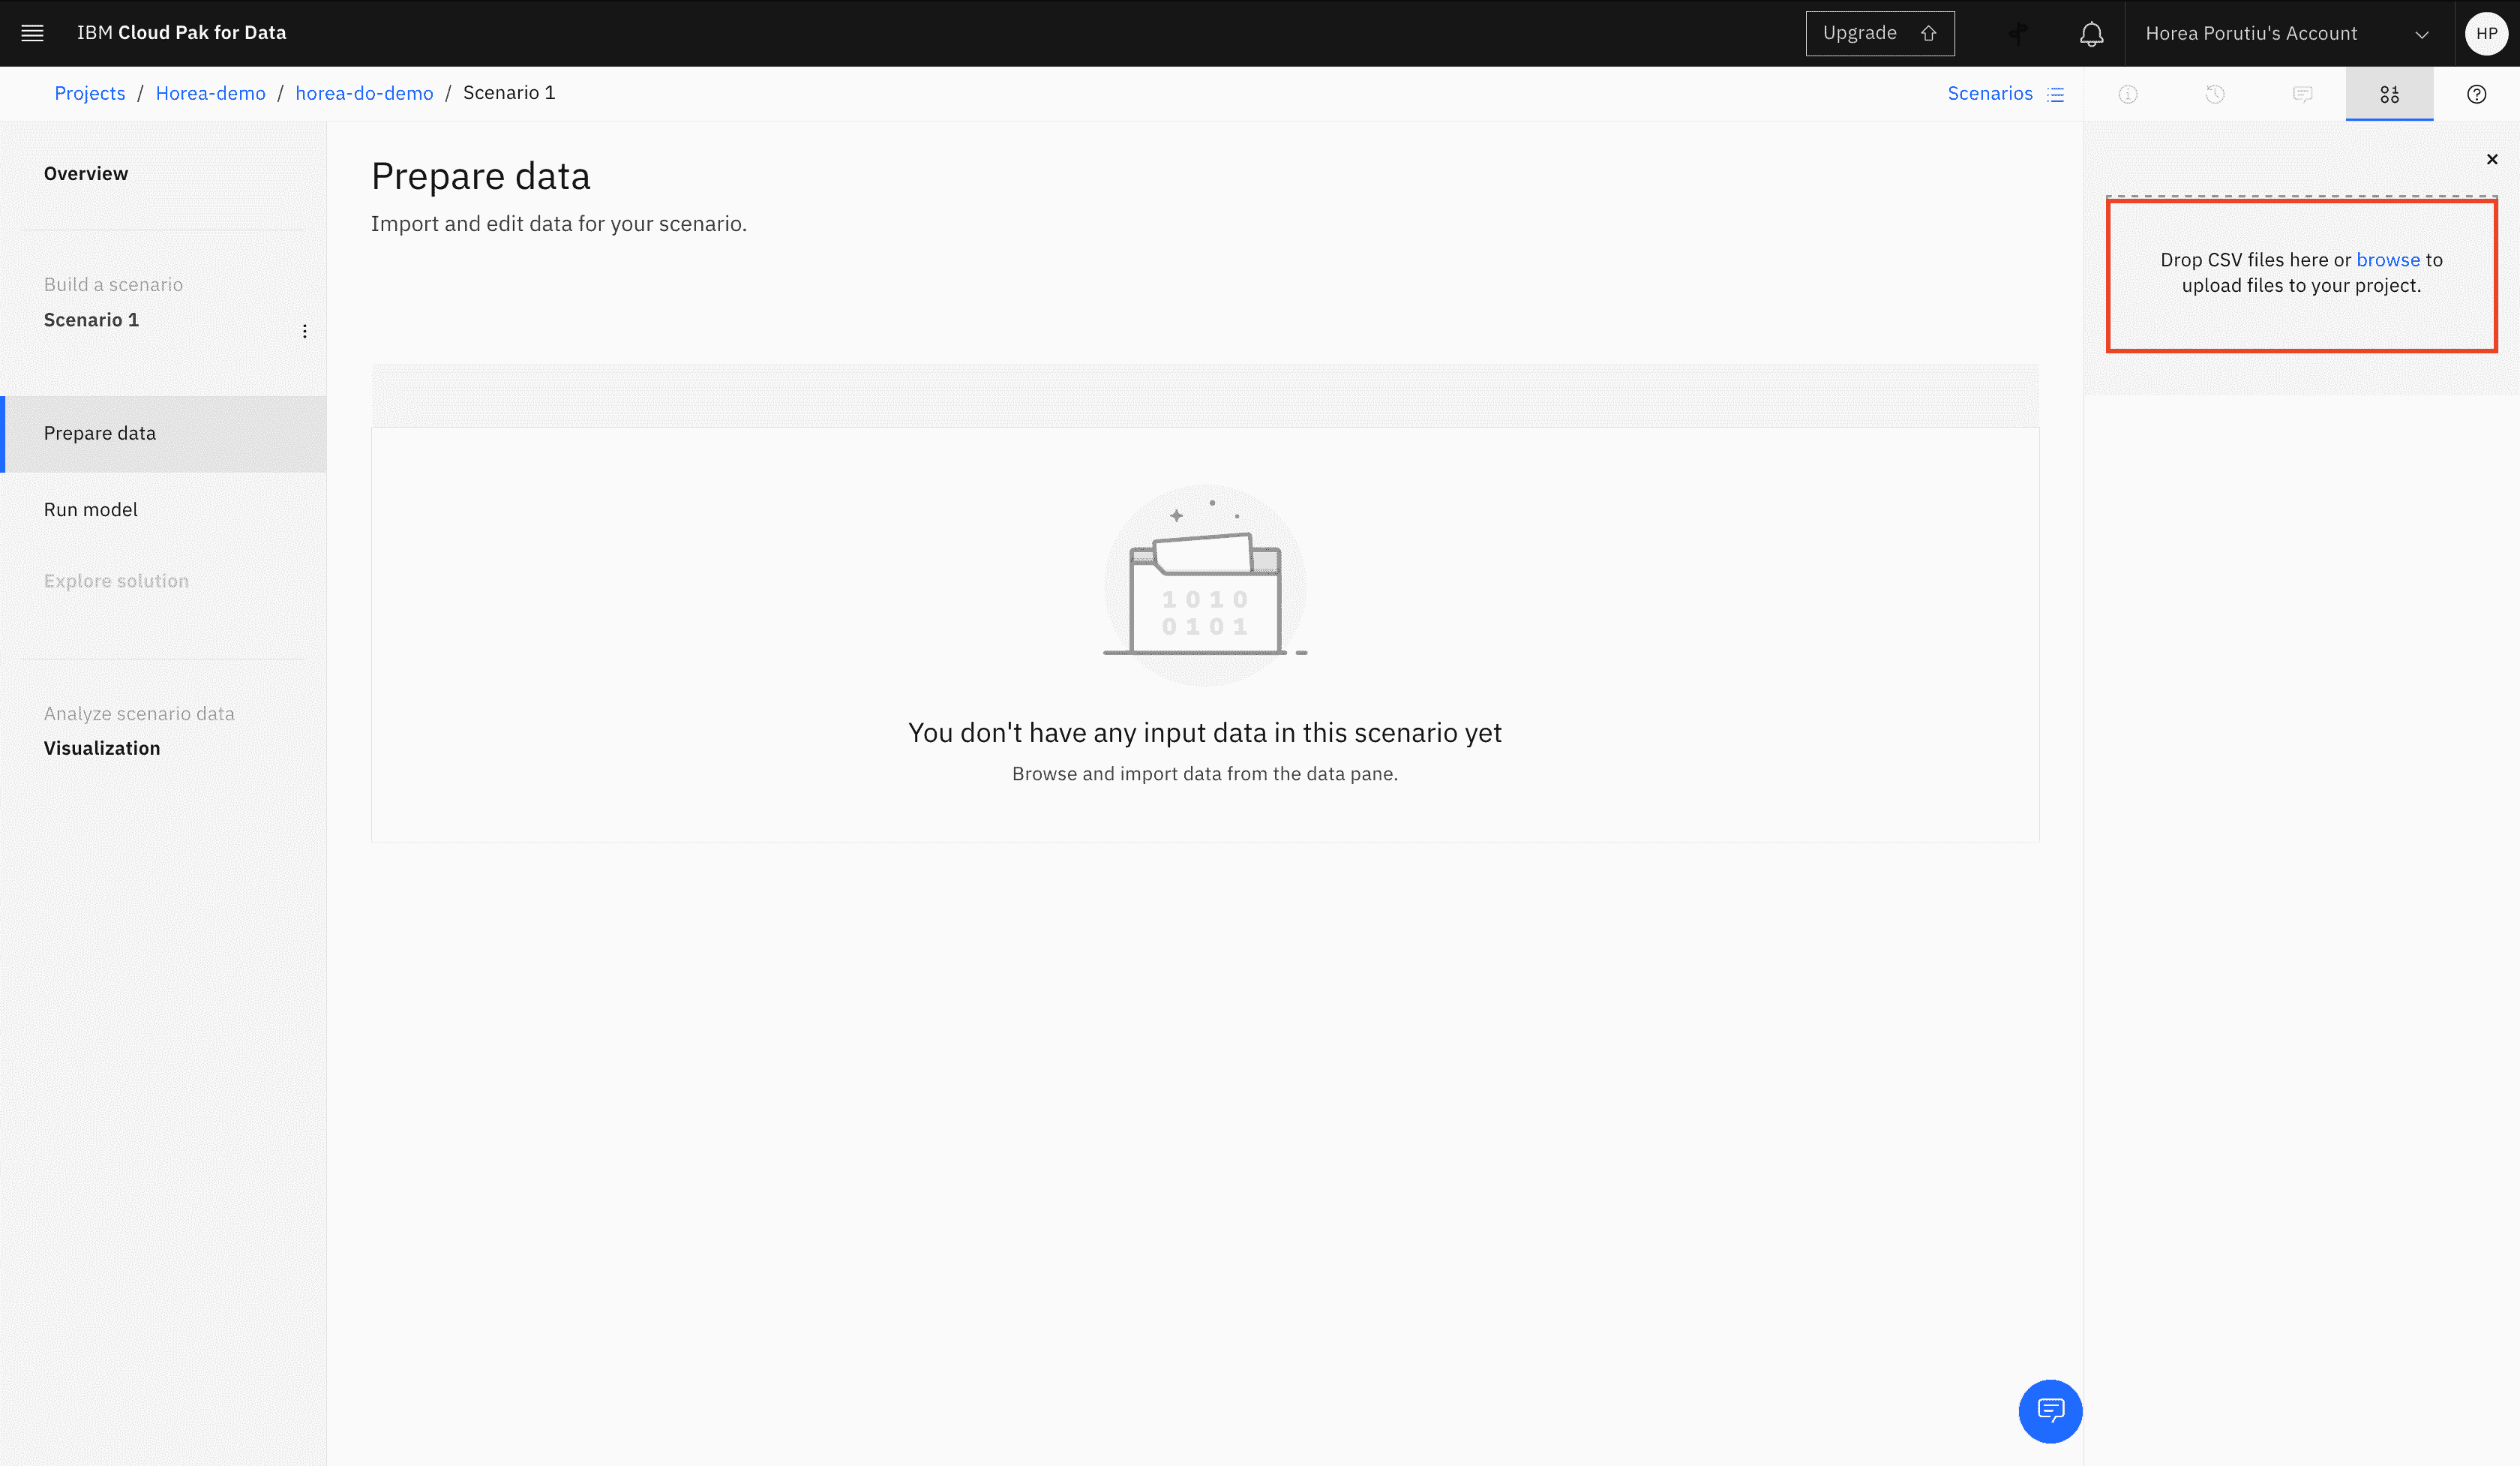 IBM Cloud Pak for Data
Upgrade
Horea Porutiu's Account
HP
Projects / Horea-demo / horea-do-demo / Scenario 1
Scenarios
Overview
Build a scenario
Scenario 1
Prepare data
Run model
Explore solution
Analyze scenario data
Visualization
Prepare data
Import and edit data for your scenario.
1 0 1 0
0 1 0 1
You don't have any input data in this scenario yet
Browse and import data from the data pane.
Drop CSV files here or browse to
upload files to your project.